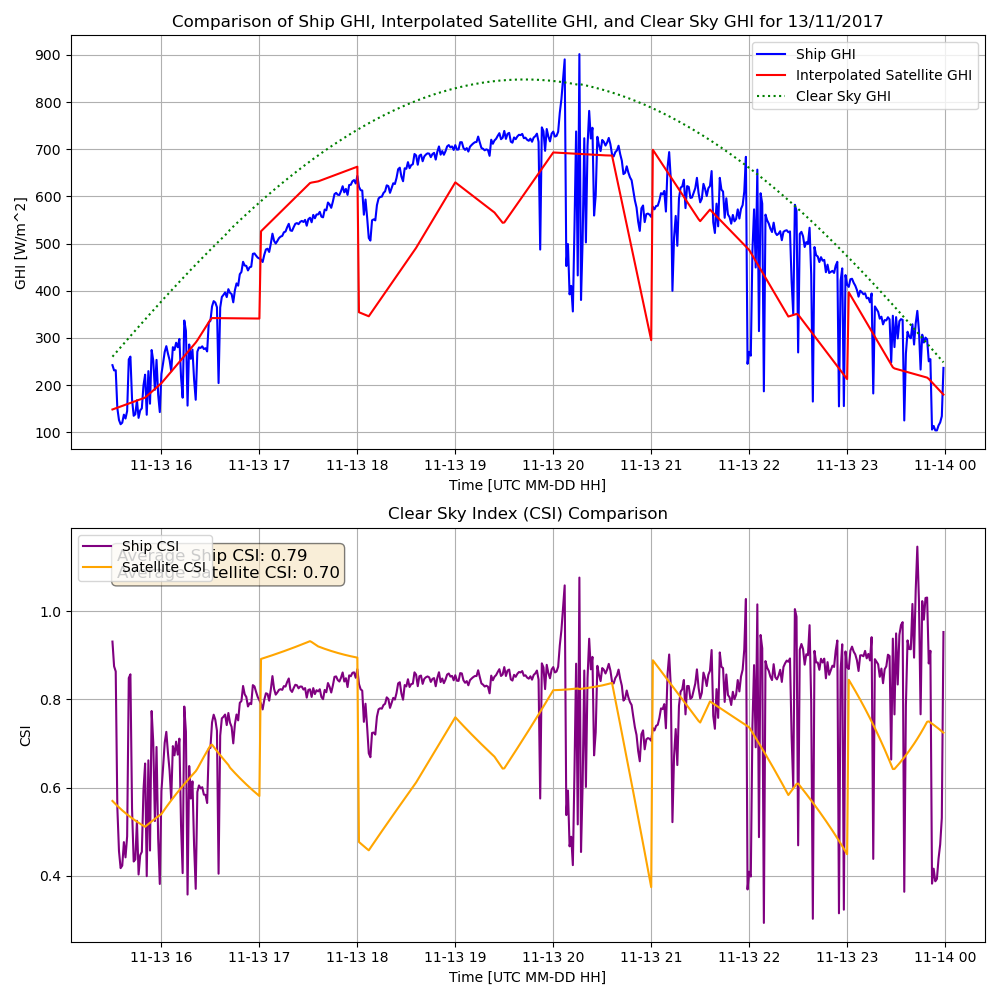 Comparison of Ship GHI, Interpolated Satellite GHI, and Clear Sky GHI for 13/11/2017
GHI [W/m^2]
900
800
700
600
500
400
300
200
100
Ship GHI
Interpolated Satellite GHI
Clear Sky GHI
11-13 16 11-13 17 11-13 18 11-13 19 11-13 20 11-13 21 11-13 22 11-13 23 11-14 00
Time [UTC MM-DD HH]
Clear Sky Index (CSI) Comparison
CSI
1.0
0.8
0.6
0.4
Ship CSI
Satellite CSI
Average Ship CSI: 0.79
Average Satellite CSI: 0.70
11-13 16 11-13 17 11-13 18 11-13 19 11-13 20 11-13 21 11-13 22 11-13 23 11-14 00
Time [UTC MM-DD HH]